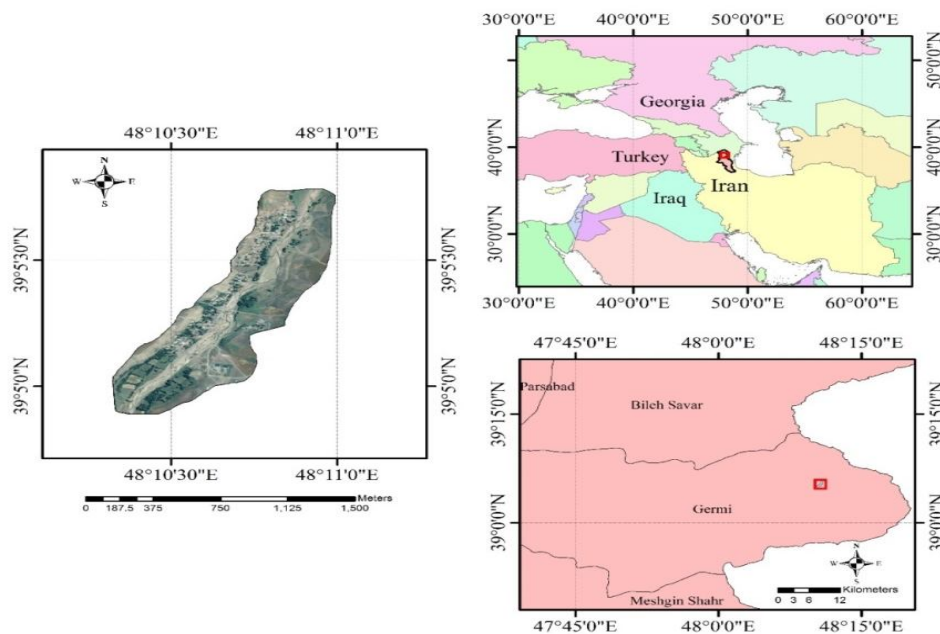 48°10'30"E 48°11'0"E
N
W E
S
39°5'30"N 39°5'30"N
39°5'0"N 39°5'0"N
48°10'30"E 48°11'0"E
Meters
0 187.5 375 750 1,125 1,500
30°0'0"E 40°0'0"E 50°0'0"E 60°0'0"E
50°0'0"N 50°0'0"N
Georgia
40°0'0"N 40°0'0"N
Turkey
Iran
Iraq
30°0'0"N 30°0'0"N
30°0'0"E 40°0'0"E 50°0'0"E 60°0'0"E
47°45'0"E 48°0'0"E 48°15'0"E
Parsabad
Bileh Savar
39°15'0"N 39°15'0"N
Germi
39°0'0"N 39°0'0"N
N
W E
S
Kilometers
0 3 6 12
Meshgin Shahr
47°45'0"E 48°0'0"E 48°15'0"E